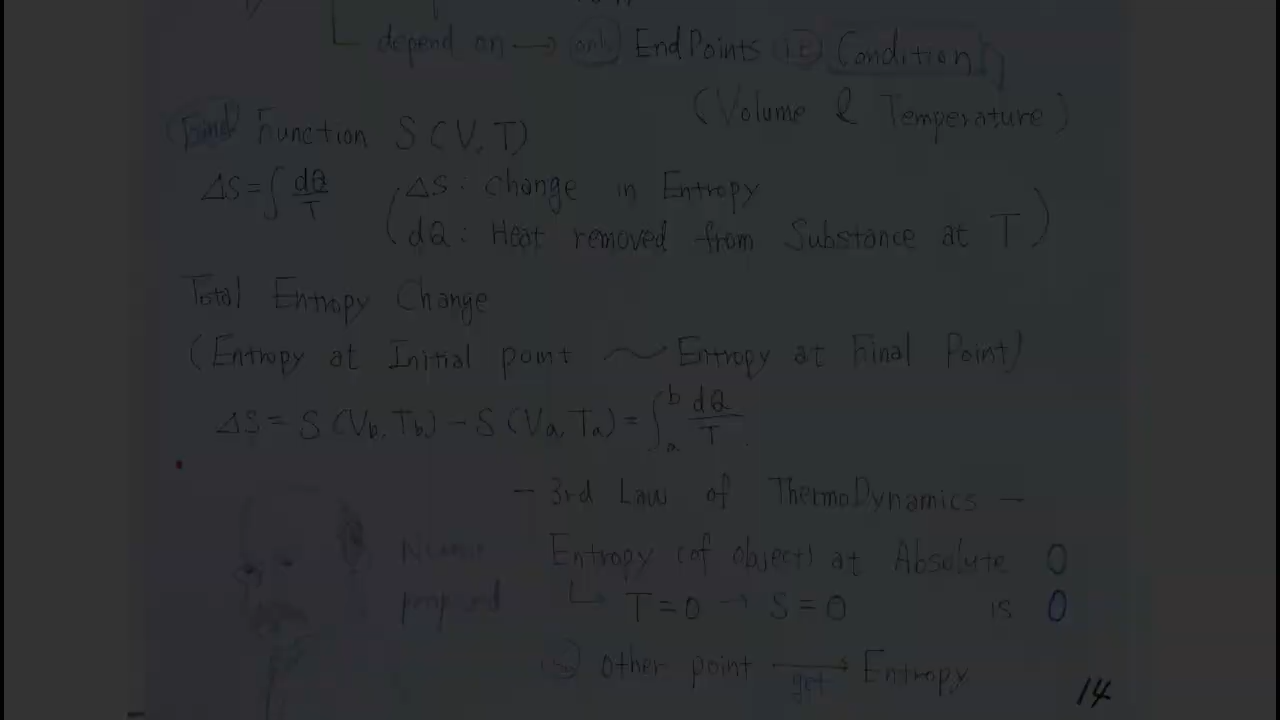 depend on → only End Points i.e) Condition
(Volume & Temperature)
(Find) Function S(V,T)
ΔS=∫ dQ/T (ΔS: Change in Entropy
dQ: Heat removed from Substance at T)
Total Entropy Change
(Entropy at Initial point ~ Entropy at Final Point)
ΔS = S(Vb,Tb) - S(Va,Ta) = ∫_a^b dQ/T
- 3rd Law of ThermoDynamics -
Entropy (of object) at Absolute 0
proposed
↳ T=0 → S=0 is 0
other point → get Entropy
14